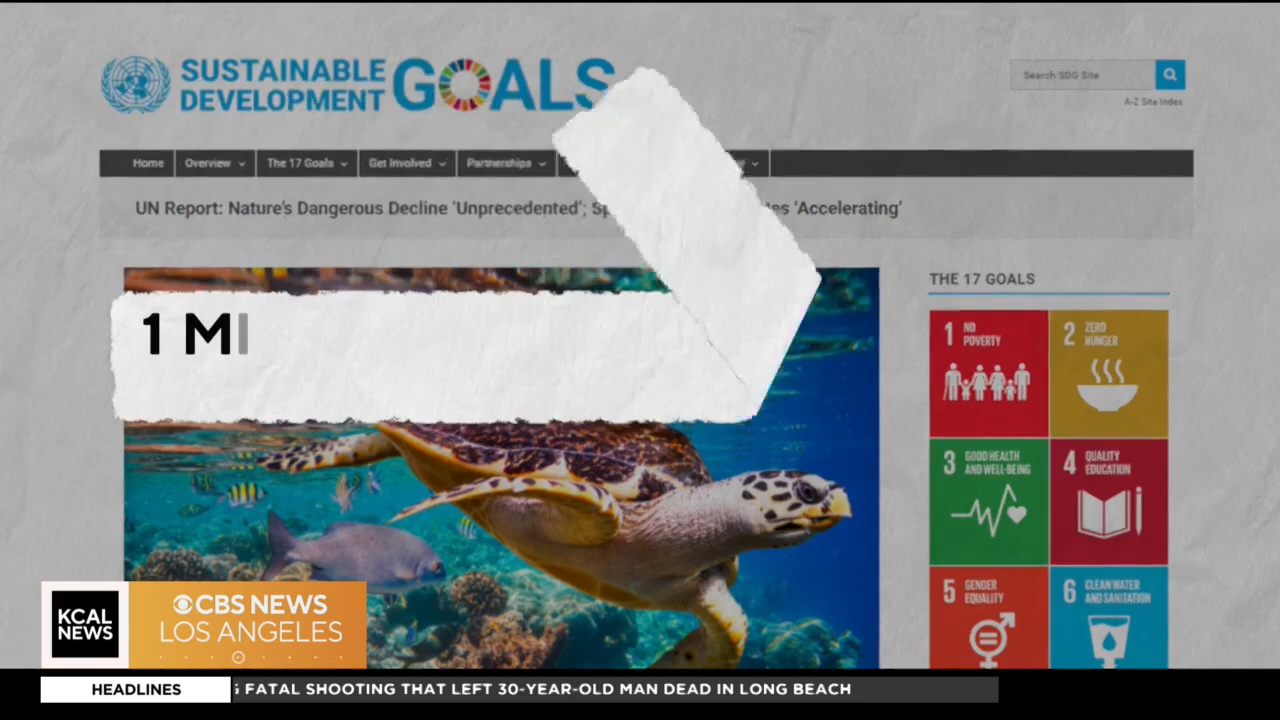 SUSTAINABLE
DEVELOPMENT
GOALS
Search SDG Site
A-Z Site Index
Home Overview The 17 Goals Get Involved Partnerships
UN Report: Nature's Dangerous Decline 'Unprecedented'; 'Accelerating'
THE 17 GOALS
1 M
1 NO POVERTY
2 ZERO HUNGER
3 GOOD HEALTH AND WELL-BEING
4 QUALITY EDUCATION
5 GENDER EQUALITY
6 CLEAN WATER AND SANITATION
KCAL
NEWS
CBS NEWS
LOS ANGELES
HEADLINES
FATAL SHOOTING THAT LEFT 30-YEAR-OLD MAN DEAD IN LONG BEACH